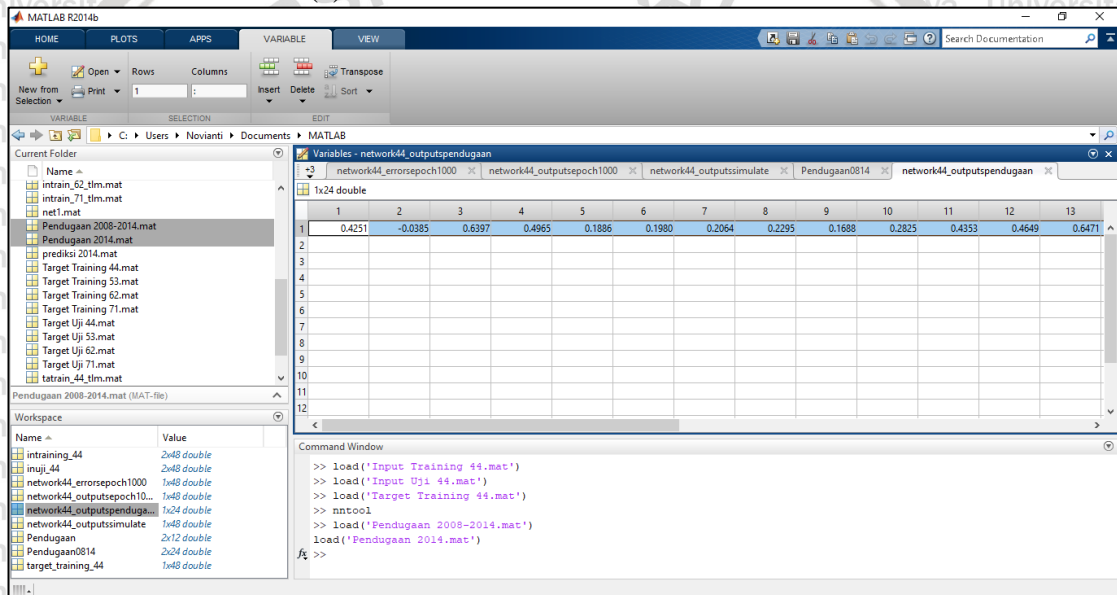 MATLAB R2014b
HOME PLOTS APPS VARIABLE VIEW
Search Documentation
New from Selection
Open
Print
Rows Columns
1 :
Insert Delete
Transpose
Sort
VARIABLE SELECTION EDIT
C: Users Novianti Documents MATLAB
Current Folder
Name
intrain_62_tlm.mat
intrain_71_tlm.mat
net1.mat
Pendugaan 2008-2014.mat
Pendugaan 2014.mat
prediksi 2014.mat
Target Training 44.mat
Target Training 53.mat
Target Training 62.mat
Target Training 71.mat
Target Uji 44.mat
Target Uji 53.mat
Target Uji 62.mat
Target Uji 71.mat
tatrain_44_tlm.mat
Pendugaan 2008-2014.mat (MAT-file)
Workspace
Name Value
intraining_44 2x48 double
inuji_44 2x48 double
network44_errorsepoch1000 1x48 double
network44_outputsepoch10... 1x48 double
network44_outputspenduga... 1x24 double
network44_outputssimulate 1x48 double
Pendugaan 2x12 double
Pendugaan0814 2x24 double
target_training_44 1x48 double
Variables - network44_outputspendugaan
+3 network44_errorsepoch1000 network44_outputsepoch1000 network44_outputssimulate Pendugaan0814 network44_outputspendugaan
1x24 double
1 2 3 4 5 6 7 8 9 10 11 12 13
1 0.4251 -0.0385 0.6397 0.4965 0.1886 0.1980 0.2064 0.2295 0.1688 0.2825 0.4353 0.4649 0.6471
2
3
4
5
6
7
8
9
10
11
12
Command Window
>> load('Input Training 44.mat')
>> load('Input Uji 44.mat')
>> load('Target Training 44.mat')
>> nntool
>> load('Pendugaan 2008-2014.mat')
load('Pendugaan 2014.mat')
fx >>